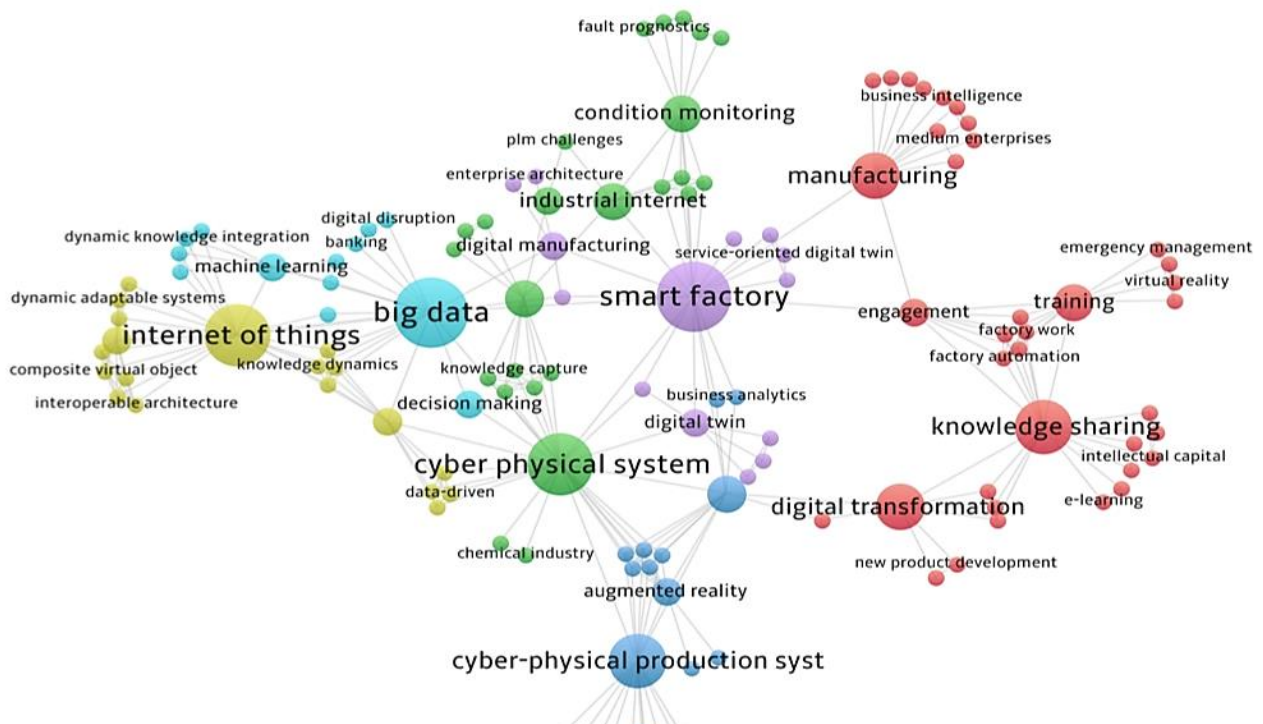 fault prognostics
business intelligence
condition monitoring
plm challenges
medium enterprises
enterprise architecture
manufacturing
industrial internet
digital disruption
dynamic knowledge integration
banking
digital manufacturing
service-oriented digital twin
emergency management
machine learning
virtual reality
dynamic adaptable systems
smart factory
training
big data
engagement
internet of things
factory work
factory automation
knowledge dynamics
knowledge capture
composite virtual object
business analytics
interoperable architecture
decision making
digital twin
knowledge sharing
intellectual capital
cyber physical system
data-driven
e-learning
digital transformation
chemical industry
new product development
augmented reality
cyber-physical production syst